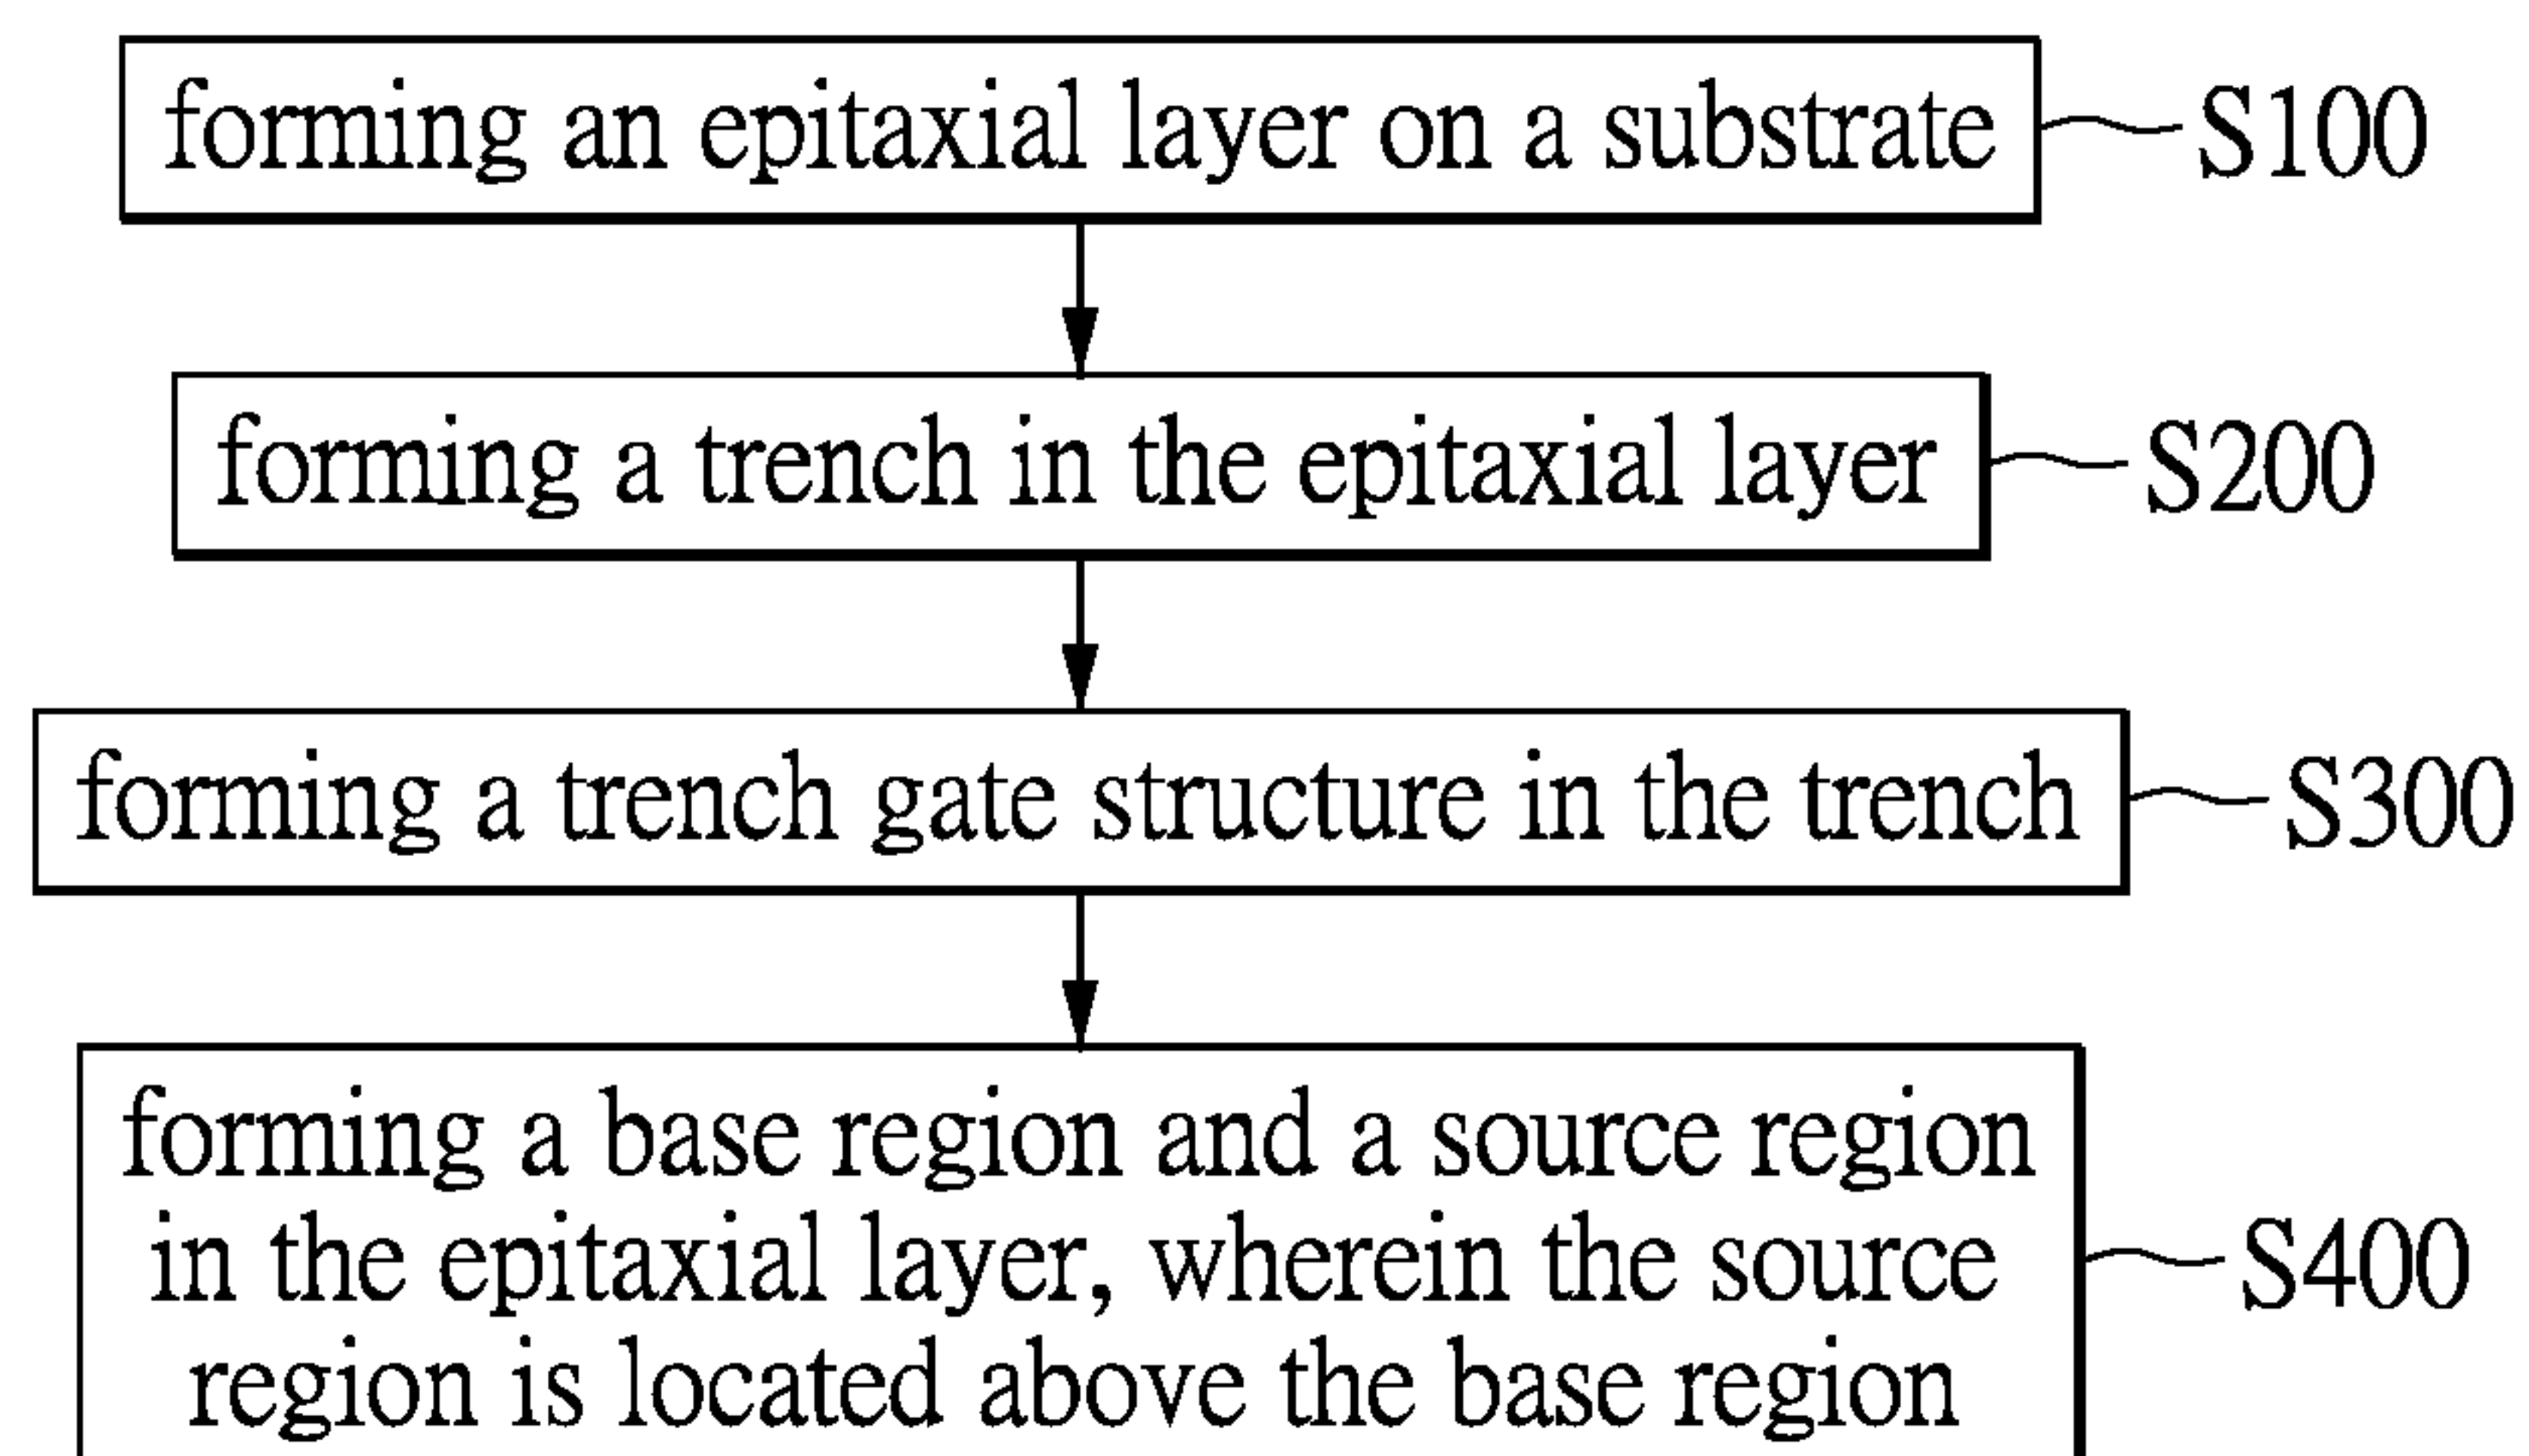 forming an epitaxial layer on a substrate
S100
forming a trench in the epitaxial layer
S200
forming a trench gate structure in the trench
S300
forming a base region and a source region
in the epitaxial layer, wherein the source
region is located above the base region
S400